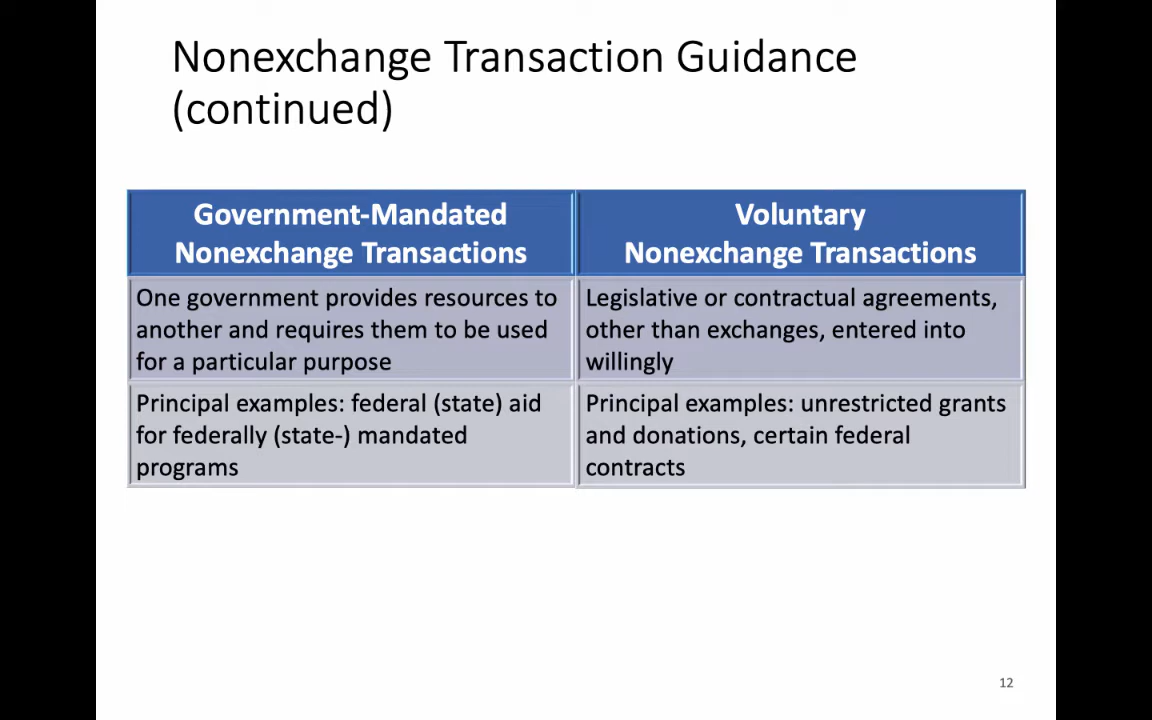 Nonexchange Transaction Guidance
(continued)
Government-Mandated
Nonexchange Transactions
Voluntary
Nonexchange Transactions
One government provides resources to
another and requires them to be used
for a particular purpose
Legislative or contractual agreements,
other than exchanges, entered into
willingly
Principal examples: federal (state) aid
for federally (state-) mandated
programs
Principal examples: unrestricted grants
and donations, certain federal
contracts
12